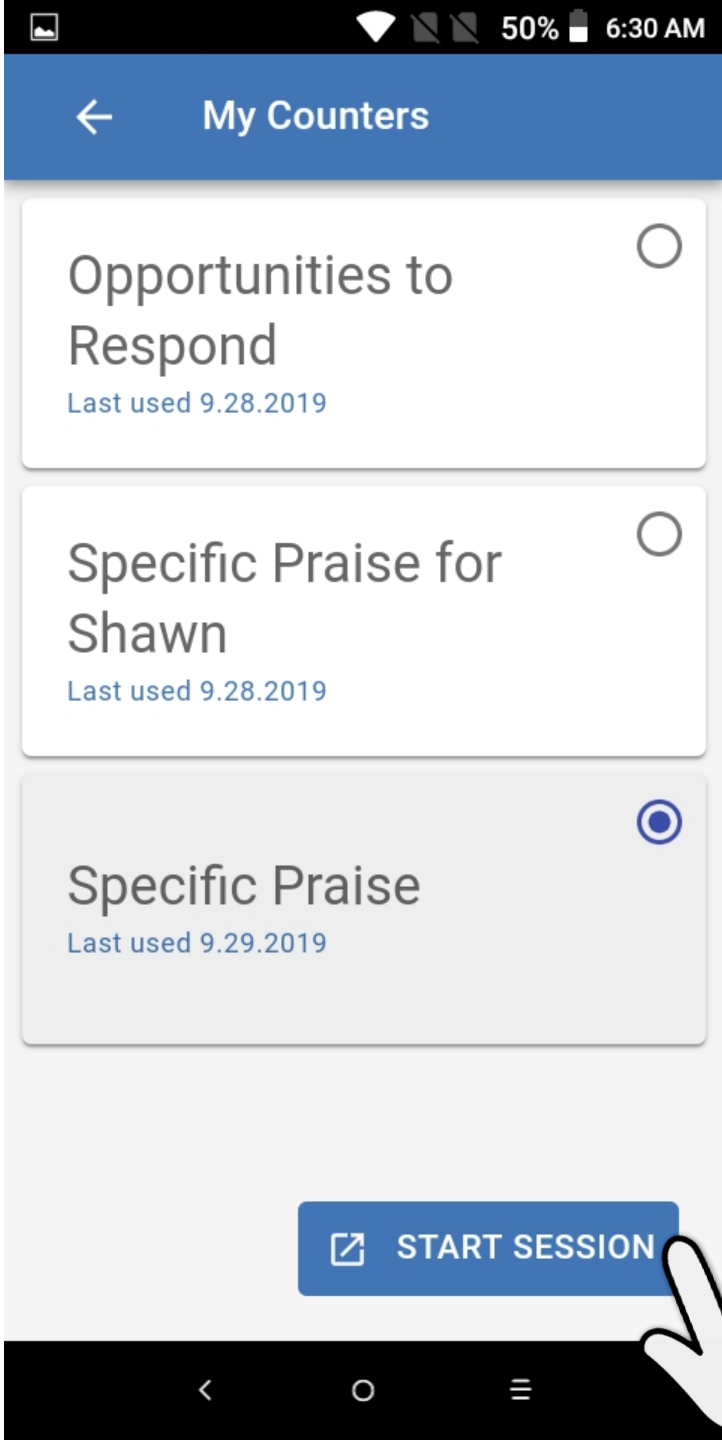 50% 6:30 AM
My Counters
Opportunities to
Respond
Last used 9.28.2019
Specific Praise for
Shawn
Last used 9.28.2019
Specific Praise
Last used 9.29.2019
START SESSION